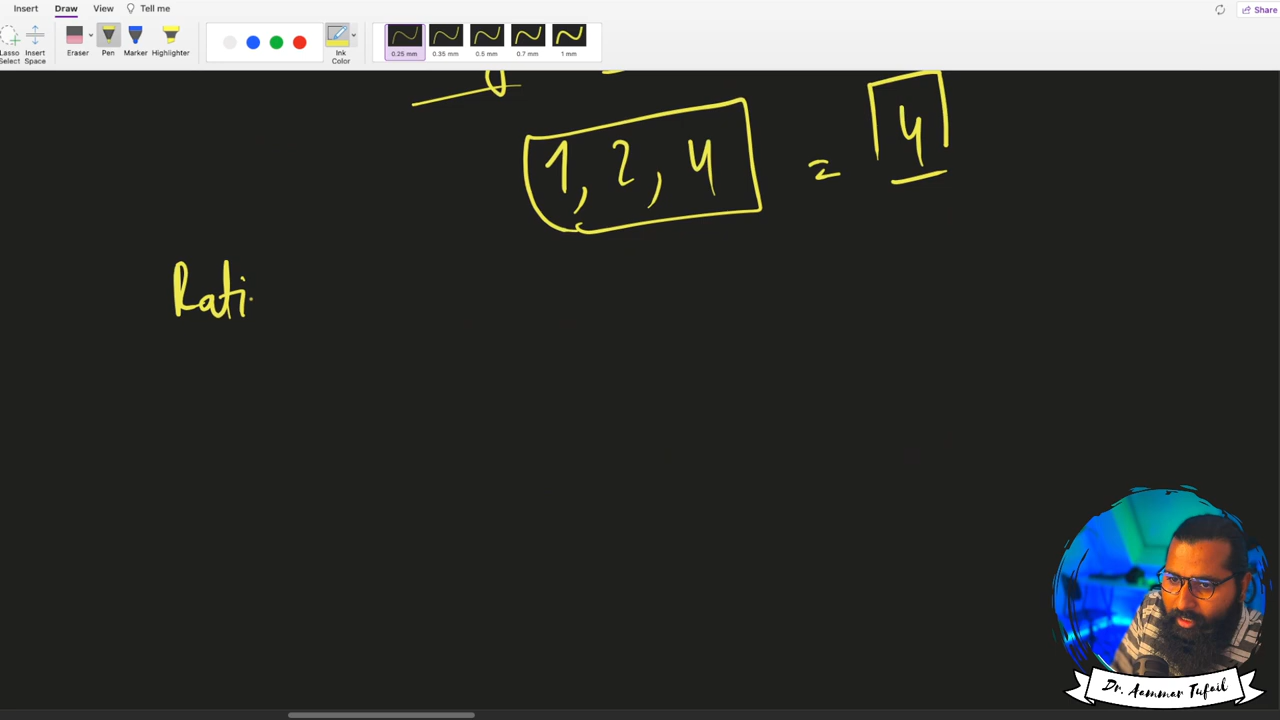 Insert Draw View Tell me
Share
Lasso Select
Insert Space
Eraser
Pen
Marker
Highlighter
Ink Color
0.25 mm
0.35 mm
0.5 mm
0.7 mm
1 mm
1, 2, 4 = 4
Rati
Dr. Aammar Tufail